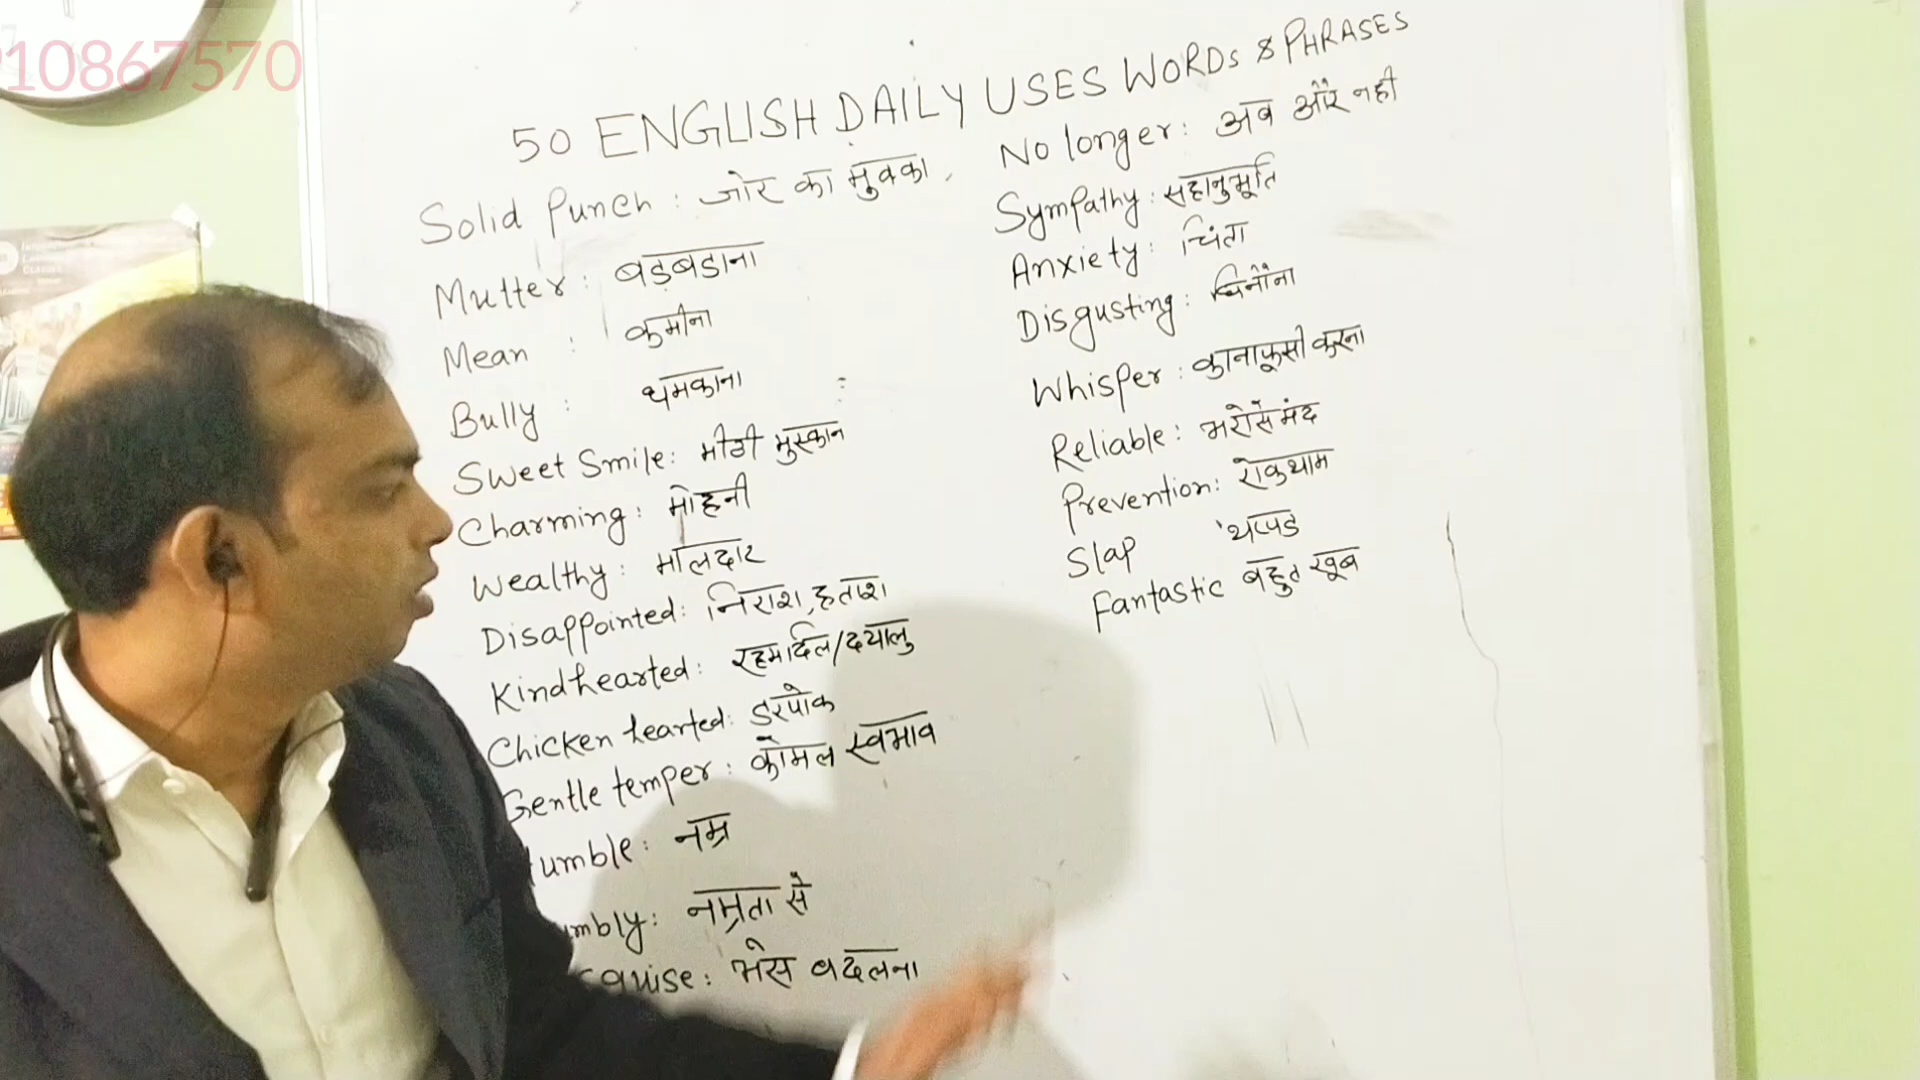 10867570
50 ENGLISH DAILY USES WORDS & PHRASES
Solid Punch : जोर का मुक्का
Mutter : बड़बडाना
Mean : कमीना
Bully : धमकाना
Sweet Smile : मीठी मुस्कान
Charming : मोहनी
Wealthy : मालदार
Disappointed : निराश, हताश
Kindhearted : रहमदिल/दयालु
Chicken hearted : डरपोक
Gentle temper : कोमल स्वभाव
umble : नम्र
mbly : नम्रता से
guise : भेस बदलना
No longer : अब और नही
Sympathy : सहानुभूति
Anxiety : चिंता
Disgusting : घिनौना
Whisper : कानाफूसी करना
Reliable : भरोसेमंद
Prevention : रोकथाम
Slap थप्पड
Fantastic बहुत खूब